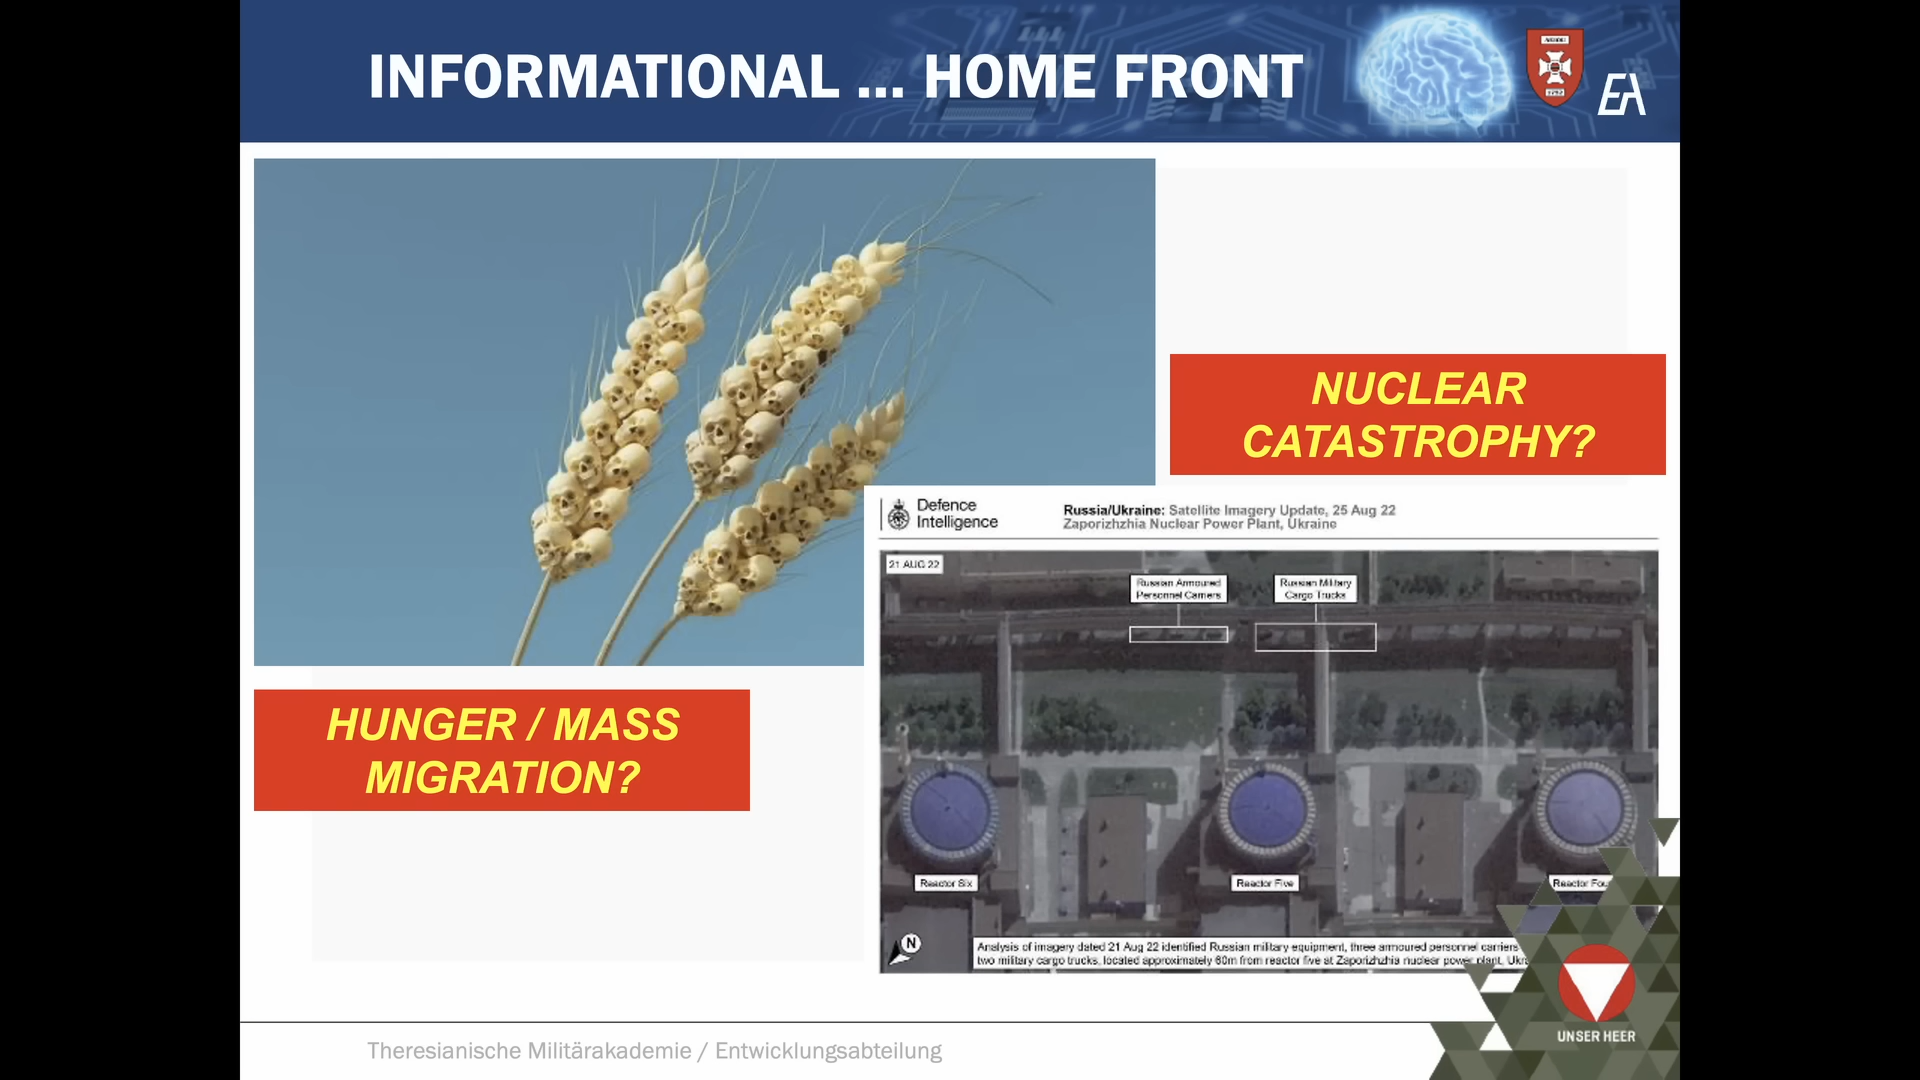 INFORMATIONAL ... HOME FRONT
EA
NUCLEAR
CATASTROPHY?
Defence
Intelligence
Russia/Ukraine: Satellite Imagery Update, 25 Aug 22
Zaporizhzhia Nuclear Power Plant, Ukraine
21 AUG 22
Russian Armoured
Personnel Carriers
Russian Military
Cargo Trucks
HUNGER / MASS
MIGRATION?
Reactor Six
Reactor Five
Reactor Fou
N
Analysis of imagery dated 21 Aug 22 identified Russian military equipment, three armoured personnel carriers
two military cargo trucks, located approximately 60m from reactor five at Zaporizhzhia nuclear power plant, Ukr
UNSER HEER
Theresianische Militärakademie / Entwicklungsabteilung